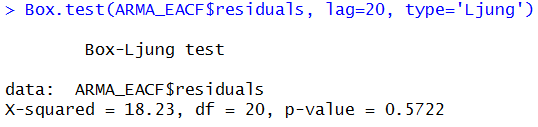 > Box.test(ARMA_EACF$residuals, lag=20, type='Ljung')
Box-Ljung test
data:  ARMA_EACF$residuals
X-squared = 18.23, df = 20, p-value = 0.5722